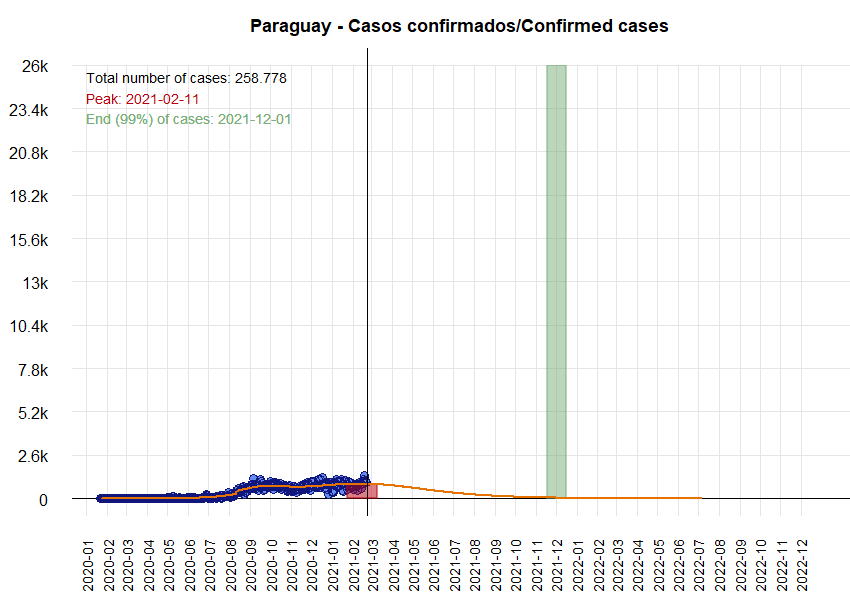 Paraguay - Casos confirmados/Confirmed cases
Total number of cases: 258.778
Peak: 2021-02-11
End (99%) of cases: 2021-12-01
26k
23.4k
20.8k
18.2k
15.6k
13k
10.4k
7.8k
5.2k
2.6k
0
2020-01
2020-02
2020-03
2020-04
2020-05
2020-06
2020-07
2020-08
2020-09
2020-10
2020-11
2020-12
2021-01
2021-02
2021-03
2021-04
2021-05
2021-06
2021-07
2021-08
2021-09
2021-10
2021-11
2021-12
2022-01
2022-02
2022-03
2022-04
2022-05
2022-06
2022-07
2022-08
2022-09
2022-10
2022-11
2022-12